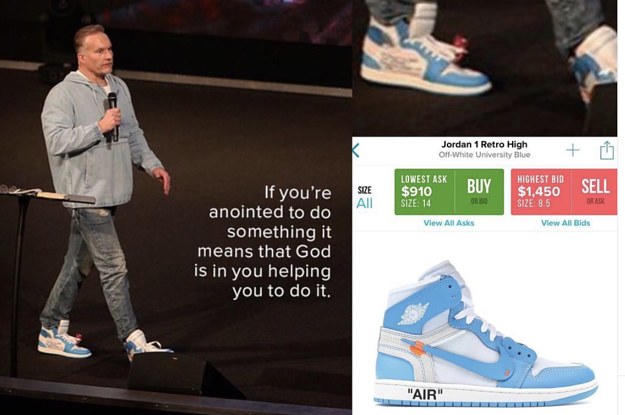 If you're
anointed to do
something it
means that God
is in you helping
you to do it.
Jordan 1 Retro High
Off-White University Blue
SIZE
All
LOWEST ASK
$910
SIZE: 14
BUY
OR BID
HIGHEST BID
$1,450
SIZE: 8.5
SELL
OR ASK
View All Asks
View All Bids
"AIR"